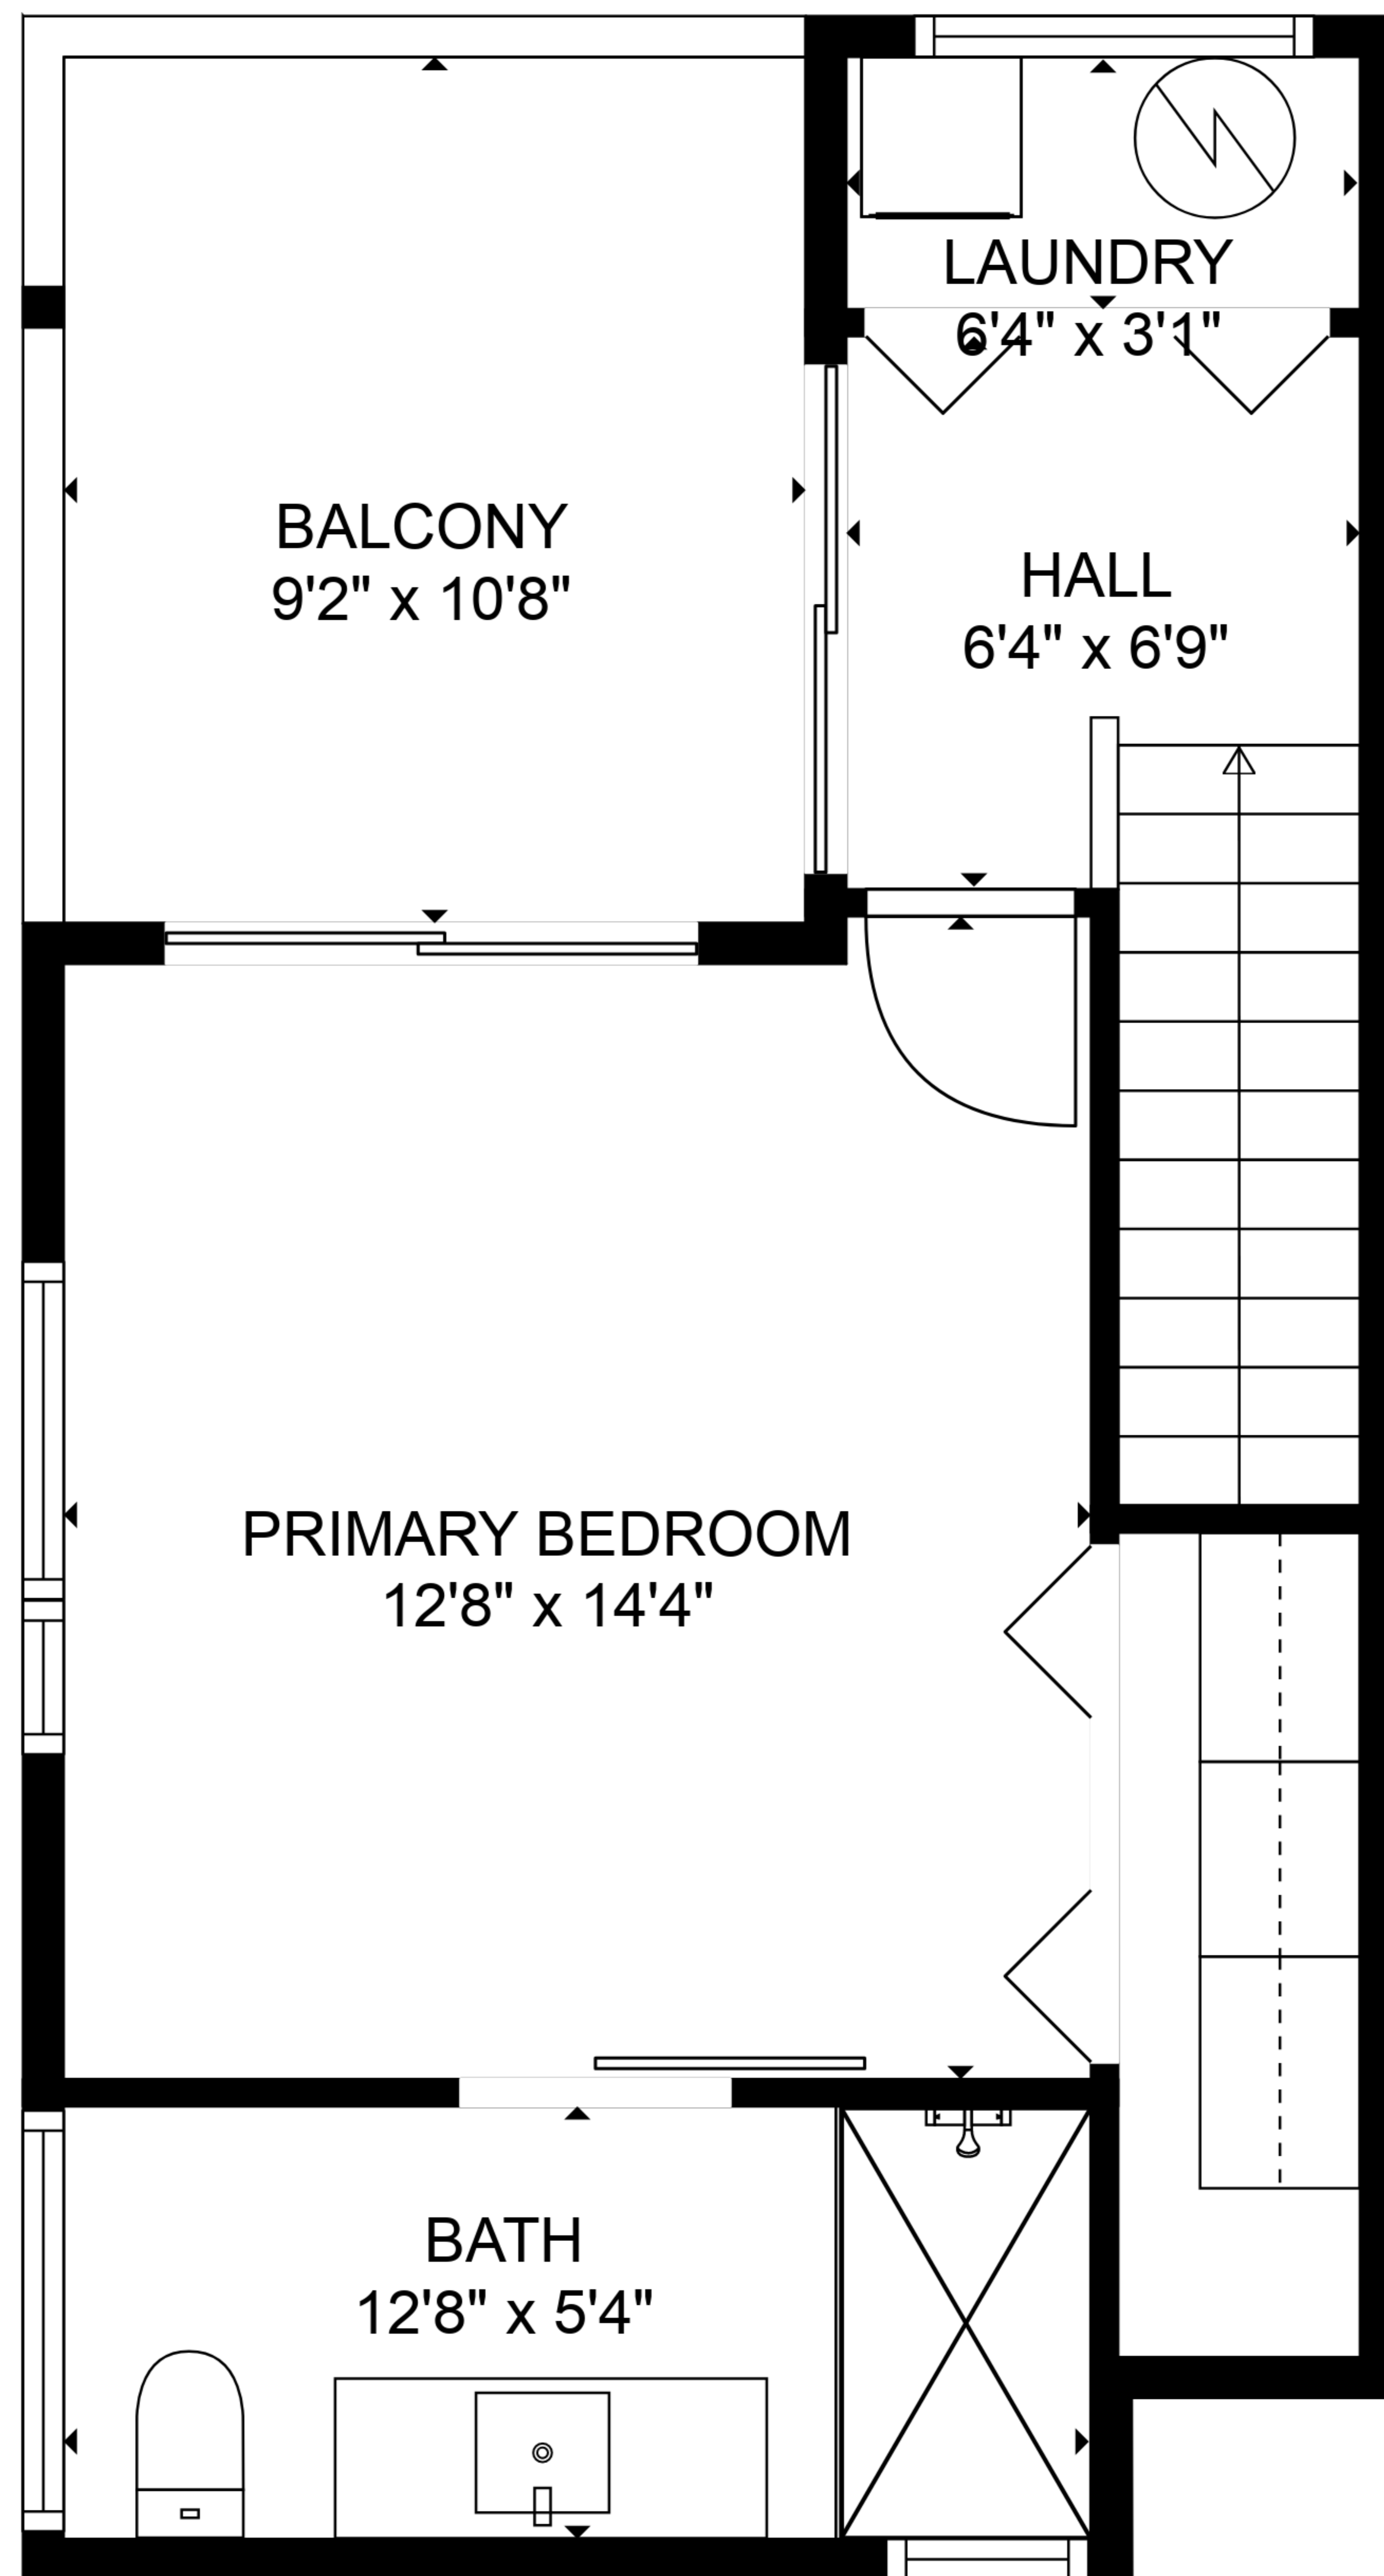 LAUNDRY
6'4" x 3'1"
BALCONY
9'2" x 10'8"
HALL
6'4" x 6'9"
PRIMARY BEDROOM
12'8" x 14'4"
BATH
12'8" x 5'4"